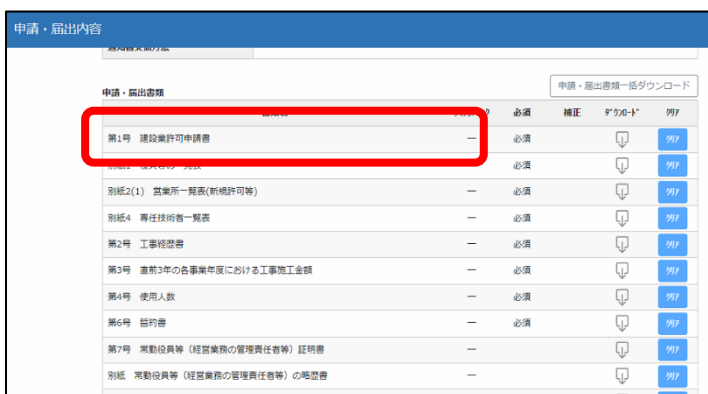 申請・届出内容
申請・届出書類一括ダウンロード
申請・届出書類
必須 補正 ﾀﾞｳﾝﾛｰﾄﾞ ｸﾘｱ
第1号 建設業許可申請書 ー 必須 ｸﾘｱ
必須 ｸﾘｱ
別紙2(1) 営業所一覧表(新規許可等) ー 必須 ｸﾘｱ
別紙4 専任技術者一覧表 ー 必須 ｸﾘｱ
第2号 工事経歴書 ー 必須 ｸﾘｱ
第3号 直前3年の各事業年度における工事施工金額 ー 必須 ｸﾘｱ
第4号 使用人数 ー 必須 ｸﾘｱ
第6号 誓約書 ー 必須 ｸﾘｱ
第7号 常勤役員等（経営業務の管理責任者等）証明書 ー ｸﾘｱ
別紙 常勤役員等（経営業務の管理責任者等）の略歴書 ー ｸﾘｱ